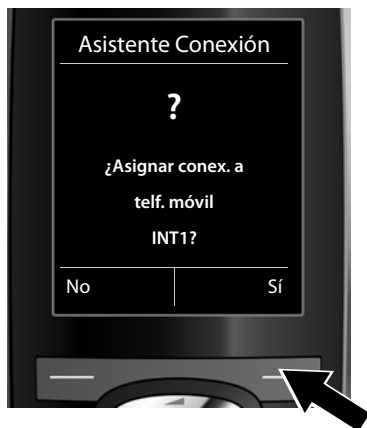 Asistente Conexión
?
¿Asignar conex. a
telf. móvil
INT1?
No Sí